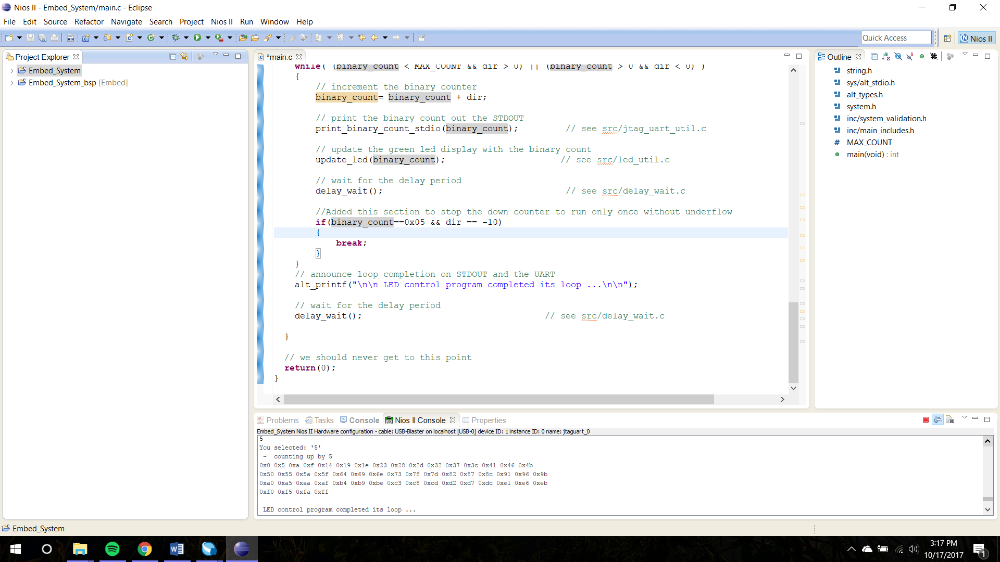 Nios II - Embed_System/main.c - Eclipse
File Edit Source Refactor Navigate Search Project Nios II Run Window Help
Quick Access
Nios II
Project Explorer
Embed_System
Embed_System_bsp [Embed]
*main.c
while( (binary_count < MAX_COUNT && dir > 0) || (binary_count > 0 && dir < 0) )
{
// increment the binary counter
binary_count= binary_count + dir;
// print the binary count out the STDOUT
print_binary_count_stdio(binary_count); // see src/jtag_uart_util.c
// update the green led display with the binary count
update_led(binary_count); // see src/led_util.c
// wait for the delay period
delay_wait(); // see src/delay_wait.c
//Added this section to stop the down counter to run only once without underflow
if(binary_count==0x05 && dir == -10)
{
break;
}
}
// announce loop completion on STDOUT and the UART
alt_printf("\n\n LED control program completed its loop ...\n\n");
// wait for the delay period
delay_wait(); // see src/delay_wait.c
}
// we should never get to this point
return(0);
}
Outline
string.h
sys/alt_stdio.h
alt_types.h
system.h
inc/system_validation.h
inc/main_includes.h
# MAX_COUNT
main(void) : int
Problems Tasks Console Nios II Console Properties
Embed_System Nios II Hardware configuration - cable: USB-Blaster on localhost [USB-0] device ID: 1 instance ID: 0 name: jtaguart_0
5
You selected: '5'
- counting up by 5
0x0 0x5 0xa 0xf 0x14 0x19 0x1e 0x23 0x28 0x2d 0x32 0x37 0x3c 0x41 0x46 0x4b
0x50 0x55 0x5a 0x5f 0x64 0x69 0x6e 0x73 0x78 0x7d 0x82 0x87 0x8c 0x91 0x96 0x9b
0xa0 0xa5 0xaa 0xaf 0xb4 0xb9 0xbe 0xc3 0xc8 0xcd 0xd2 0xd7 0xdc 0xe1 0xe6 0xeb
0xf0 0xf5 0xfa 0xff
LED control program completed its loop ...
Embed_System
3:17 PM
10/17/2017
1